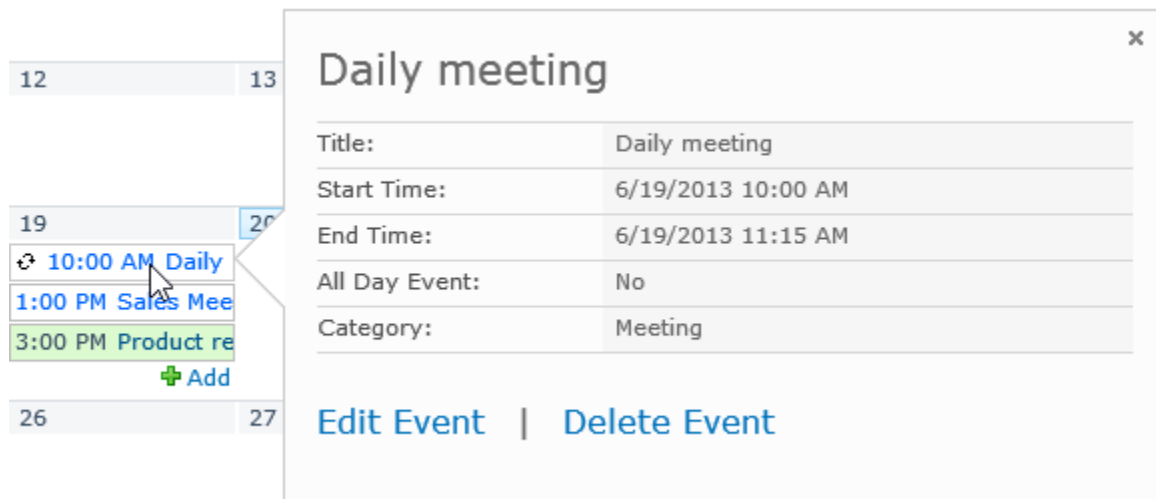 12 13
19 20
10:00 AM Daily
1:00 PM Sales Mee
3:00 PM Product re
Add
26 27
×
Daily meeting
Title: Daily meeting
Start Time: 6/19/2013 10:00 AM
End Time: 6/19/2013 11:15 AM
All Day Event: No
Category: Meeting
Edit Event | Delete Event